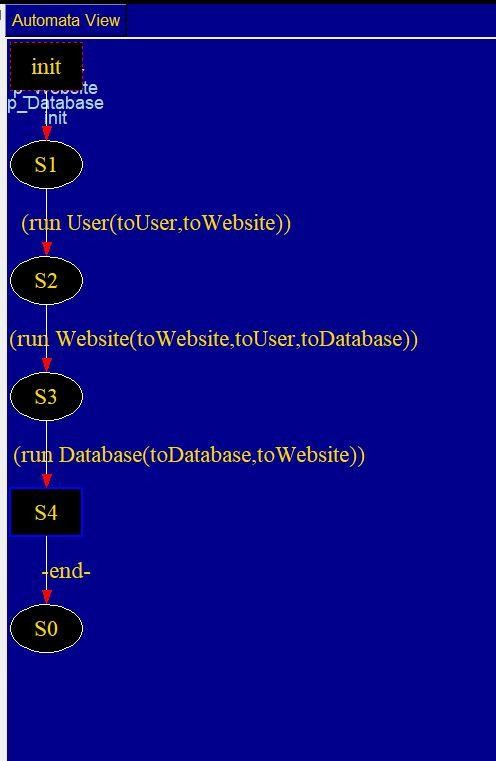 Automata View
init
p_Website
p_Database
init
S1
(run User(toUser,toWebsite))
S2
(run Website(toWebsite,toUser,toDatabase))
S3
(run Database(toDatabase,toWebsite))
S4
-end-
S0